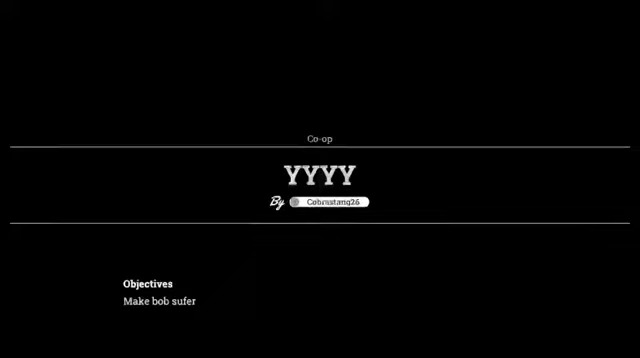 Co-op
YYYY
By Cobrastang26
Objectives
Make bob sufer